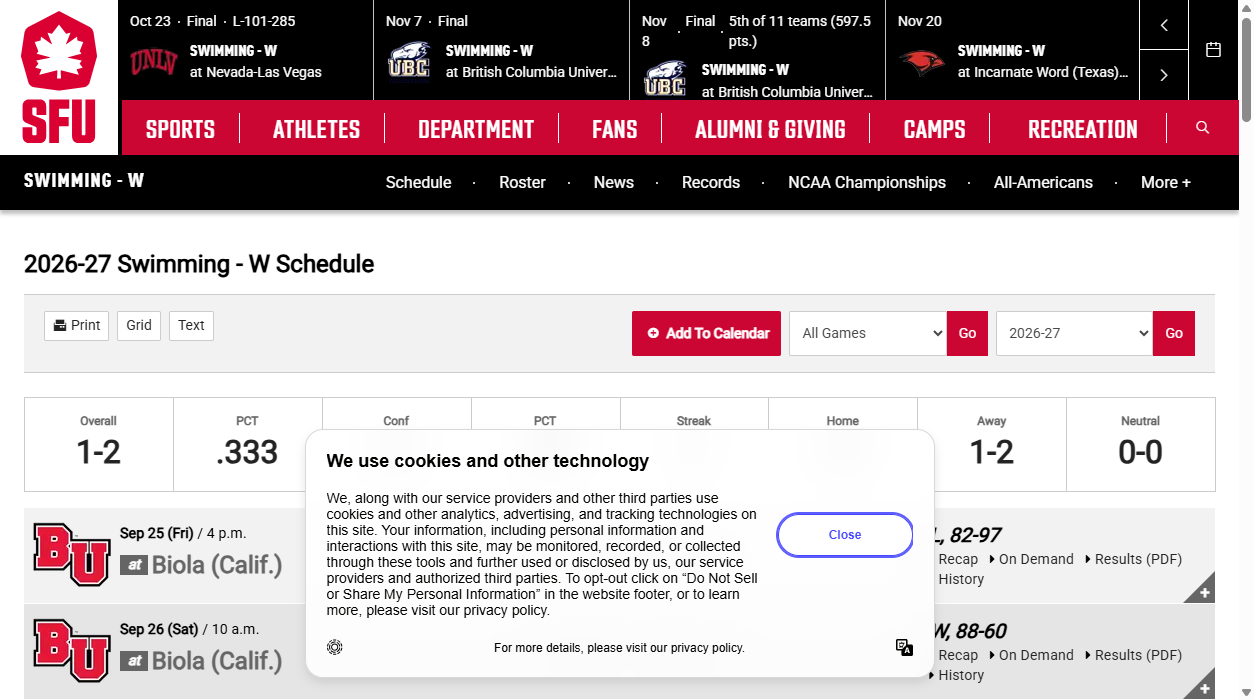 Oct 23 · Final · L-101-285
SWIMMING - W
at Nevada-Las Vegas
UNLV
Nov 7 · Final
SWIMMING - W
at British Columbia Univer...
UBC
Nov 8 · Final · 5th of 11 teams (597.5 pts.)
SWIMMING - W
at British Columbia Univer...
UBC
Nov 20
SWIMMING - W
at Incarnate Word (Texas)...
SFU
SPORTS
ATHLETES
DEPARTMENT
FANS
ALUMNI & GIVING
CAMPS
RECREATION
SWIMMING - W
Schedule · Roster · News · Records · NCAA Championships · All-Americans · More +
2026-27 Swimming - W Schedule
Print
Grid
Text
Add To Calendar
All Games
Go
2026-27
Go
Overall
1-2
PCT
.333
Conf
PCT
Streak
Home
Away
1-2
Neutral
0-0
We use cookies and other technology
We, along with our service providers and other third parties use
cookies and other analytics, advertising, and tracking technologies on
this site. Your information, including personal information and
interactions with this site, may be monitored, recorded, or collected
through these tools and further used or disclosed by us, our service
providers and authorized third parties. To opt-out click on “Do Not Sell
or Share My Personal Information” in the website footer, or to learn
more, please visit our privacy policy.
Close
For more details, please visit our privacy policy.
BU
Sep 25 (Fri) / 4 p.m.
at Biola (Calif.)
L, 82-97
Recap
On Demand
Results (PDF)
History
BU
Sep 26 (Sat) / 10 a.m.
at Biola (Calif.)
W, 88-60
Recap
On Demand
Results (PDF)
History